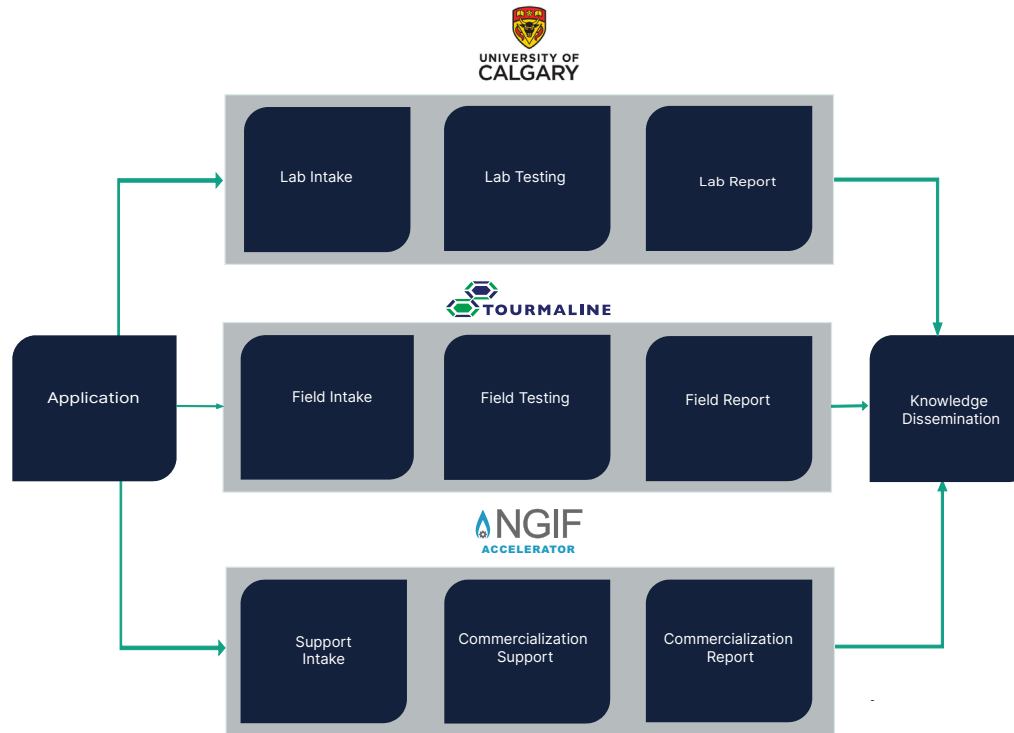 UNIVERSITY OF
CALGARY
Lab Intake
Lab Testing
Lab Report
TOURMALINE
Application
Field Intake
Field Testing
Field Report
Knowledge
Dissemination
NGIF
ACCELERATOR
Support
Intake
Commercialization
Support
Commercialization
Report
-